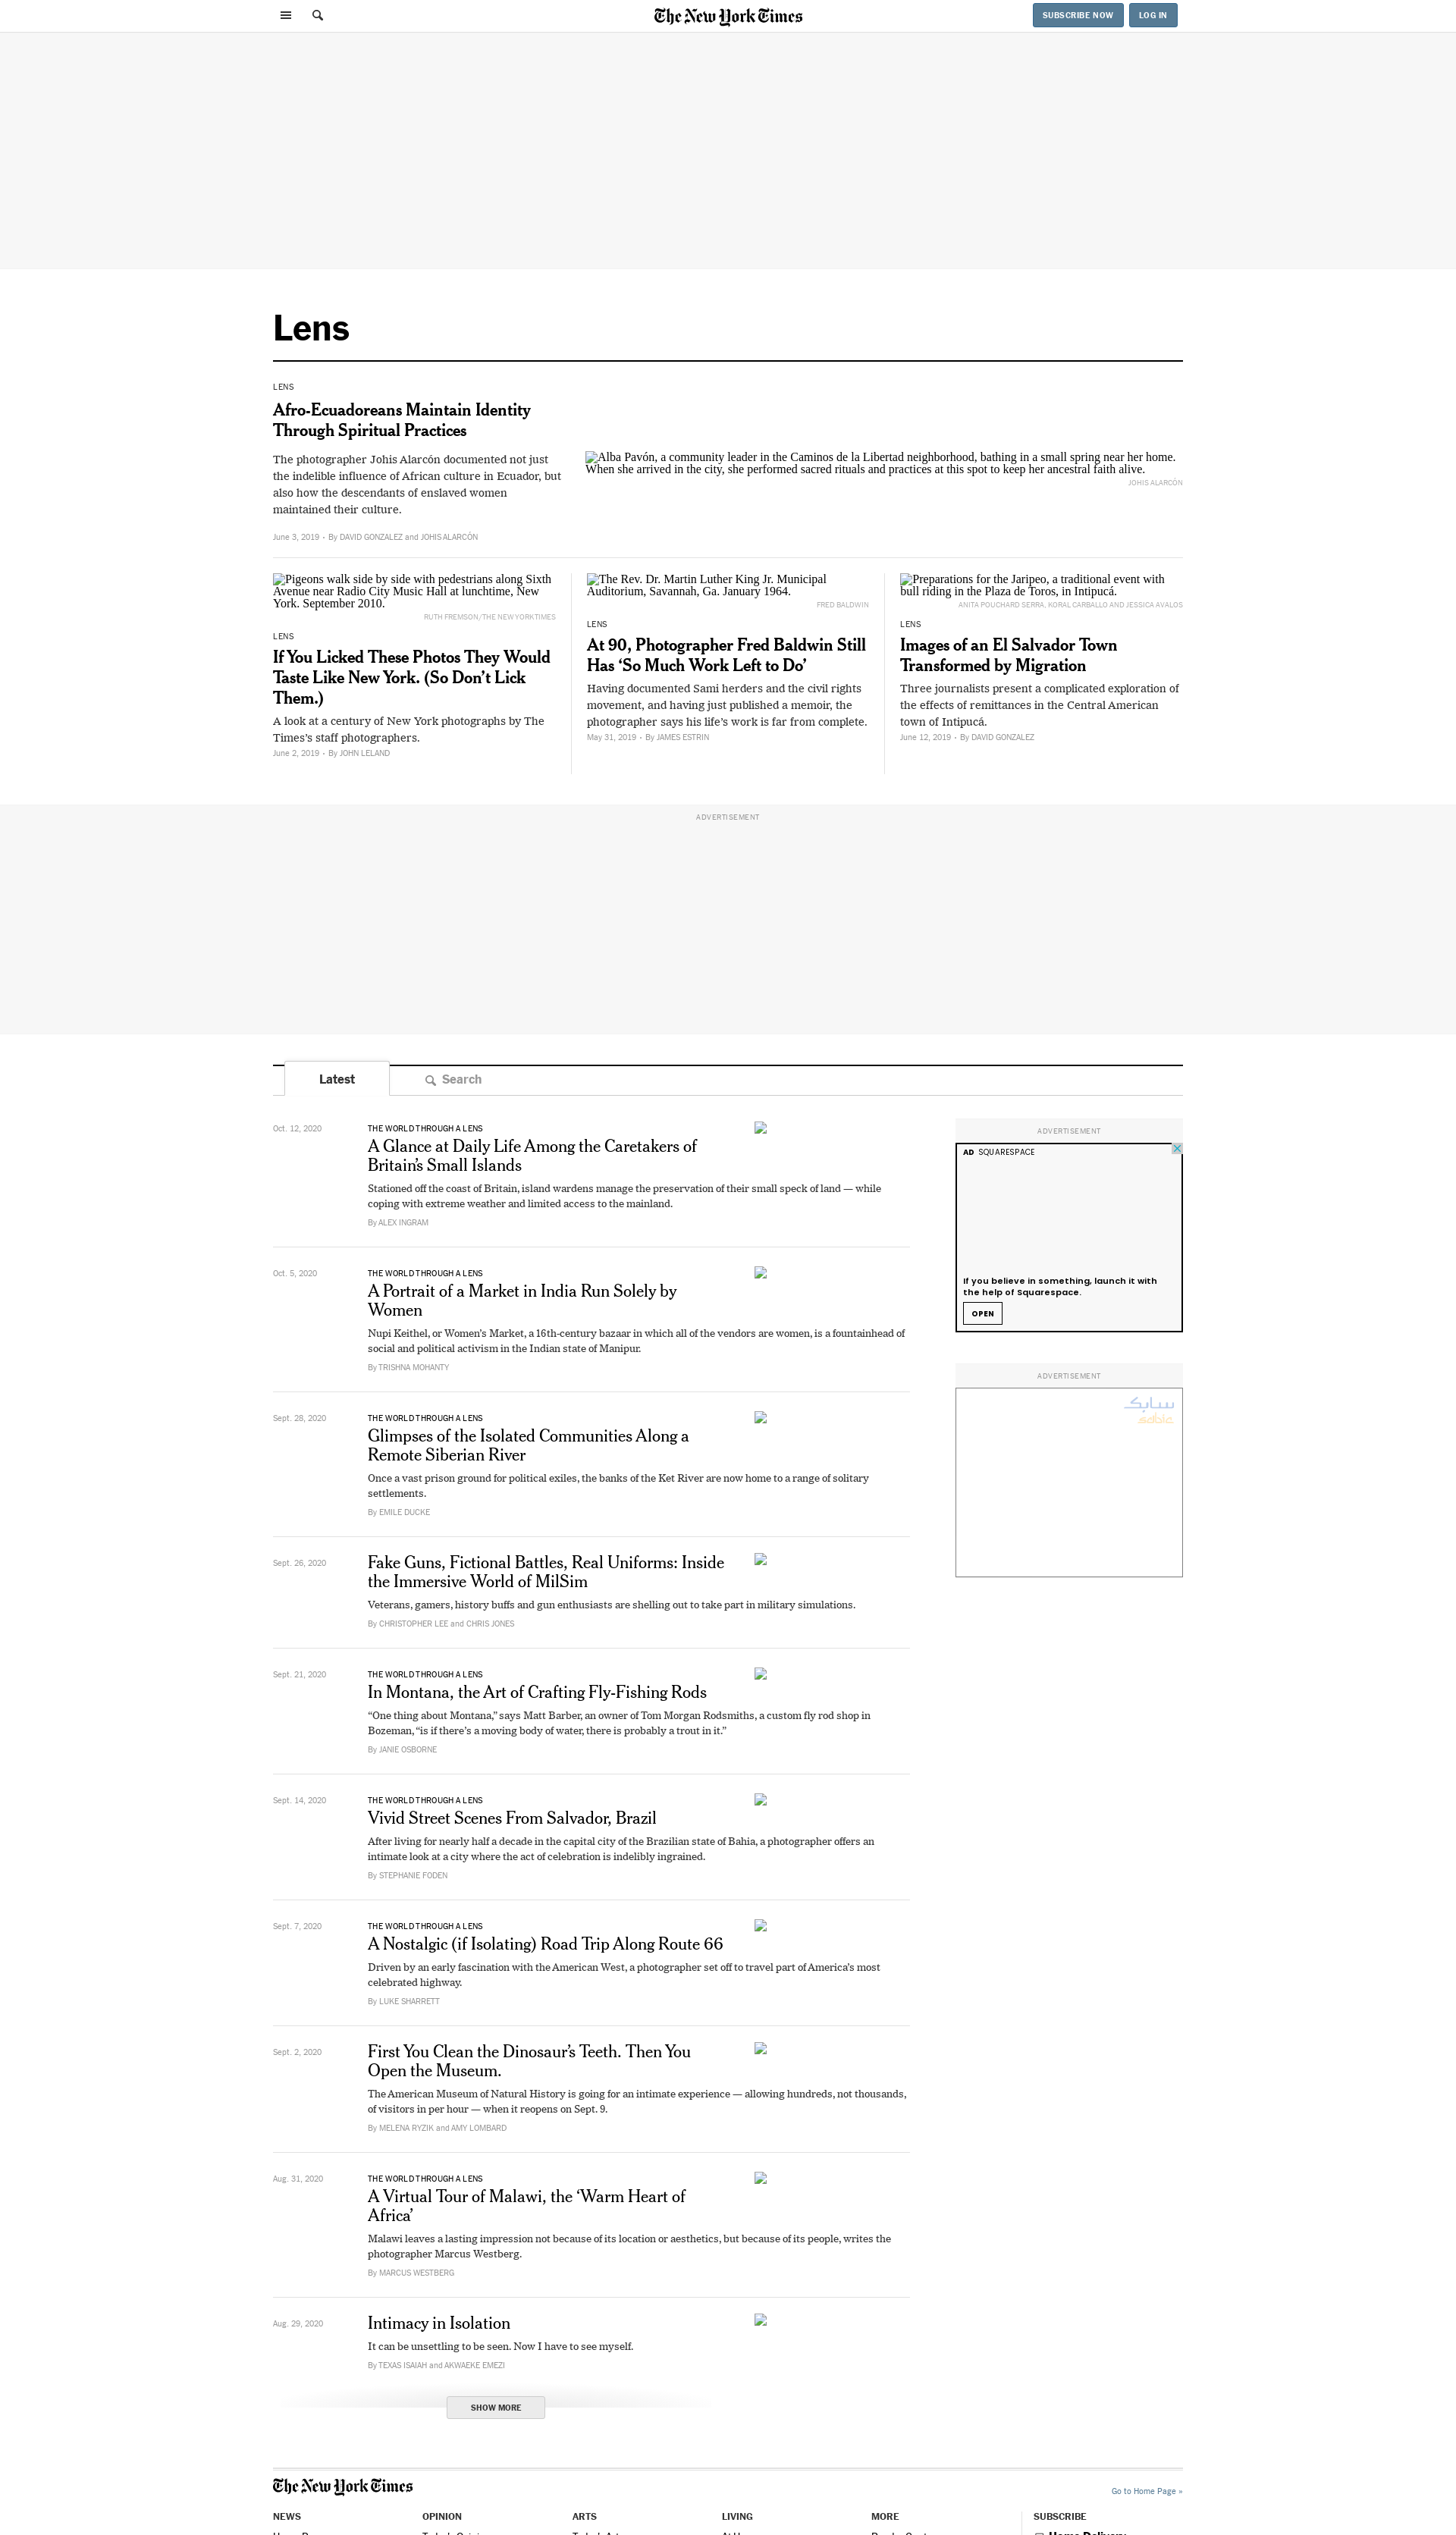 The New York Times
SUBSCRIBE NOW
LOG IN
Lens
LENS
Afro-Ecuadoreans Maintain Identity
Through Spiritual Practices
The photographer Johis Alarcón documented not just
the indelible influence of African culture in Ecuador, but
also how the descendants of enslaved women
maintained their culture.
June 3, 2019 • By DAVID GONZALEZ and JOHIS ALARCÓN
Alba Pavón, a community leader in the Caminos de la Libertad neighborhood, bathing in a small spring near her home.
When she arrived in the city, she performed sacred rituals and practices at this spot to keep her ancestral faith alive.
JOHIS ALARCÓN
Pigeons walk side by side with pedestrians along Sixth
Avenue near Radio City Music Hall at lunchtime, New
York. September 2010.
RUTH FREMSON/THE NEW YORK TIMES
LENS
If You Licked These Photos They Would
Taste Like New York. (So Don’t Lick
Them.)
A look at a century of New York photographs by The
Times’s staff photographers.
June 2, 2019 • By JOHN LELAND
The Rev. Dr. Martin Luther King Jr. Municipal
Auditorium, Savannah, Ga. January 1964.
FRED BALDWIN
LENS
At 90, Photographer Fred Baldwin Still
Has ‘So Much Work Left to Do’
Having documented Sami herders and the civil rights
movement, and having just published a memoir, the
photographer says his life’s work is far from complete.
May 31, 2019 • By JAMES ESTRIN
Preparations for the Jaripeo, a traditional event with
bull riding in the Plaza de Toros, in Intipucá.
ANITA POUCHARD SERRA, KORAL CARBALLO AND JESSICA AVALOS
LENS
Images of an El Salvador Town
Transformed by Migration
Three journalists present a complicated exploration of
the effects of remittances in the Central American
town of Intipucá.
June 12, 2019 • By DAVID GONZALEZ
ADVERTISEMENT
Latest
Search
Oct. 12, 2020
THE WORLD THROUGH A LENS
A Glance at Daily Life Among the Caretakers of
Britain’s Small Islands
Stationed off the coast of Britain, island wardens manage the preservation of their small speck of land — while
coping with extreme weather and limited access to the mainland.
By ALEX INGRAM
Oct. 5, 2020
THE WORLD THROUGH A LENS
A Portrait of a Market in India Run Solely by
Women
Nupi Keithel, or Women’s Market, a 16th-century bazaar in which all of the vendors are women, is a fountainhead of
social and political activism in the Indian state of Manipur.
By TRISHNA MOHANTY
Sept. 28, 2020
THE WORLD THROUGH A LENS
Glimpses of the Isolated Communities Along a
Remote Siberian River
Once a vast prison ground for political exiles, the banks of the Ket River are now home to a range of solitary
settlements.
By EMILE DUCKE
Sept. 26, 2020
Fake Guns, Fictional Battles, Real Uniforms: Inside
the Immersive World of MilSim
Veterans, gamers, history buffs and gun enthusiasts are shelling out to take part in military simulations.
By CHRISTOPHER LEE and CHRIS JONES
Sept. 21, 2020
THE WORLD THROUGH A LENS
In Montana, the Art of Crafting Fly-Fishing Rods
“One thing about Montana,” says Matt Barber, an owner of Tom Morgan Rodsmiths, a custom fly rod shop in
Bozeman, “is if there’s a moving body of water, there is probably a trout in it.”
By JANIE OSBORNE
Sept. 14, 2020
THE WORLD THROUGH A LENS
Vivid Street Scenes From Salvador, Brazil
After living for nearly half a decade in the capital city of the Brazilian state of Bahia, a photographer offers an
intimate look at a city where the act of celebration is indelibly ingrained.
By STEPHANIE FODEN
Sept. 7, 2020
THE WORLD THROUGH A LENS
A Nostalgic (if Isolating) Road Trip Along Route 66
Driven by an early fascination with the American West, a photographer set off to travel part of America’s most
celebrated highway.
By LUKE SHARRETT
Sept. 2, 2020
First You Clean the Dinosaur’s Teeth. Then You
Open the Museum.
The American Museum of Natural History is going for an intimate experience — allowing hundreds, not thousands,
of visitors in per hour — when it reopens on Sept. 9.
By MELENA RYZIK and AMY LOMBARD
Aug. 31, 2020
THE WORLD THROUGH A LENS
A Virtual Tour of Malawi, the ‘Warm Heart of
Africa’
Malawi leaves a lasting impression not because of its location or aesthetics, but because of its people, writes the
photographer Marcus Westberg.
By MARCUS WESTBERG
Aug. 29, 2020
Intimacy in Isolation
It can be unsettling to be seen. Now I have to see myself.
By TEXAS ISAIAH and AKWAEKE EMEZI
SHOW MORE
ADVERTISEMENT
AD SQUARESPACE
If you believe in something, launch it with
the help of Squarespace.
OPEN
ADVERTISEMENT
سابك
sabic
The New York Times
Go to Home Page »
NEWS
OPINION
ARTS
LIVING
MORE
SUBSCRIBE